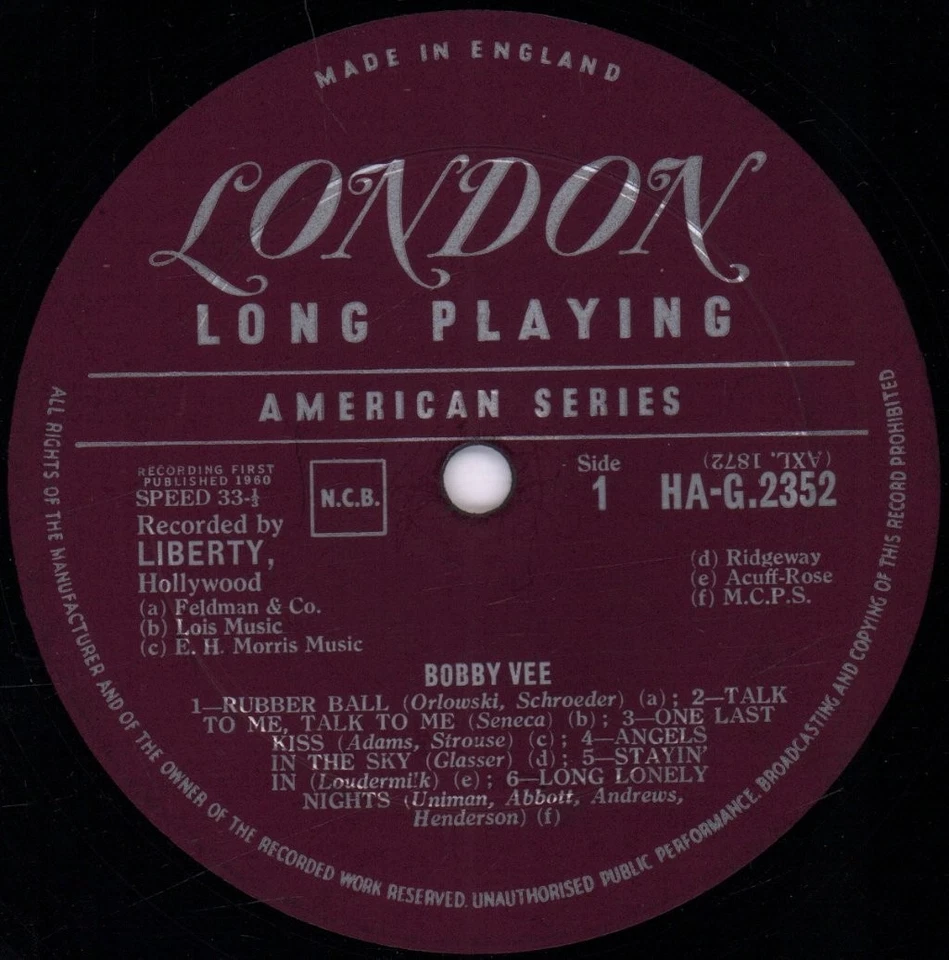 MADE IN ENGLAND
LONDON
LONG PLAYING
AMERICAN SERIES
RECORDING FIRST
PUBLISHED 1960
SPEED 33-⅓
Recorded by
LIBERTY,
Hollywood
(a) Feldman & Co.
(b) Lois Music
(c) E. H. Morris Music
N.C.B.
Side
1
(AXL. 1872)
HA-G.2352
(d) Ridgeway
(e) Acuff-Rose
(f) M.C.P.S.
BOBBY VEE
1—RUBBER BALL (Orlowski, Schroeder) (a); 2—TALK
TO ME, TALK TO ME (Seneca) (b); 3—ONE LAST
KISS (Adams, Strouse) (c); 4—ANGELS
IN THE SKY (Glasser) (d); 5—STAYIN'
IN (Loudermilk) (e); 6—LONG LONELY
NIGHTS (Uniman, Abbott, Andrews,
Henderson) (f)
ALL RIGHTS OF THE MANUFACTURER AND OF THE OWNER OF THE RECORDED WORK RESERVED. UNAUTHORISED PUBLIC PERFORMANCE. BROADCASTING AND COPYING OF THIS RECORD PROHIBITED